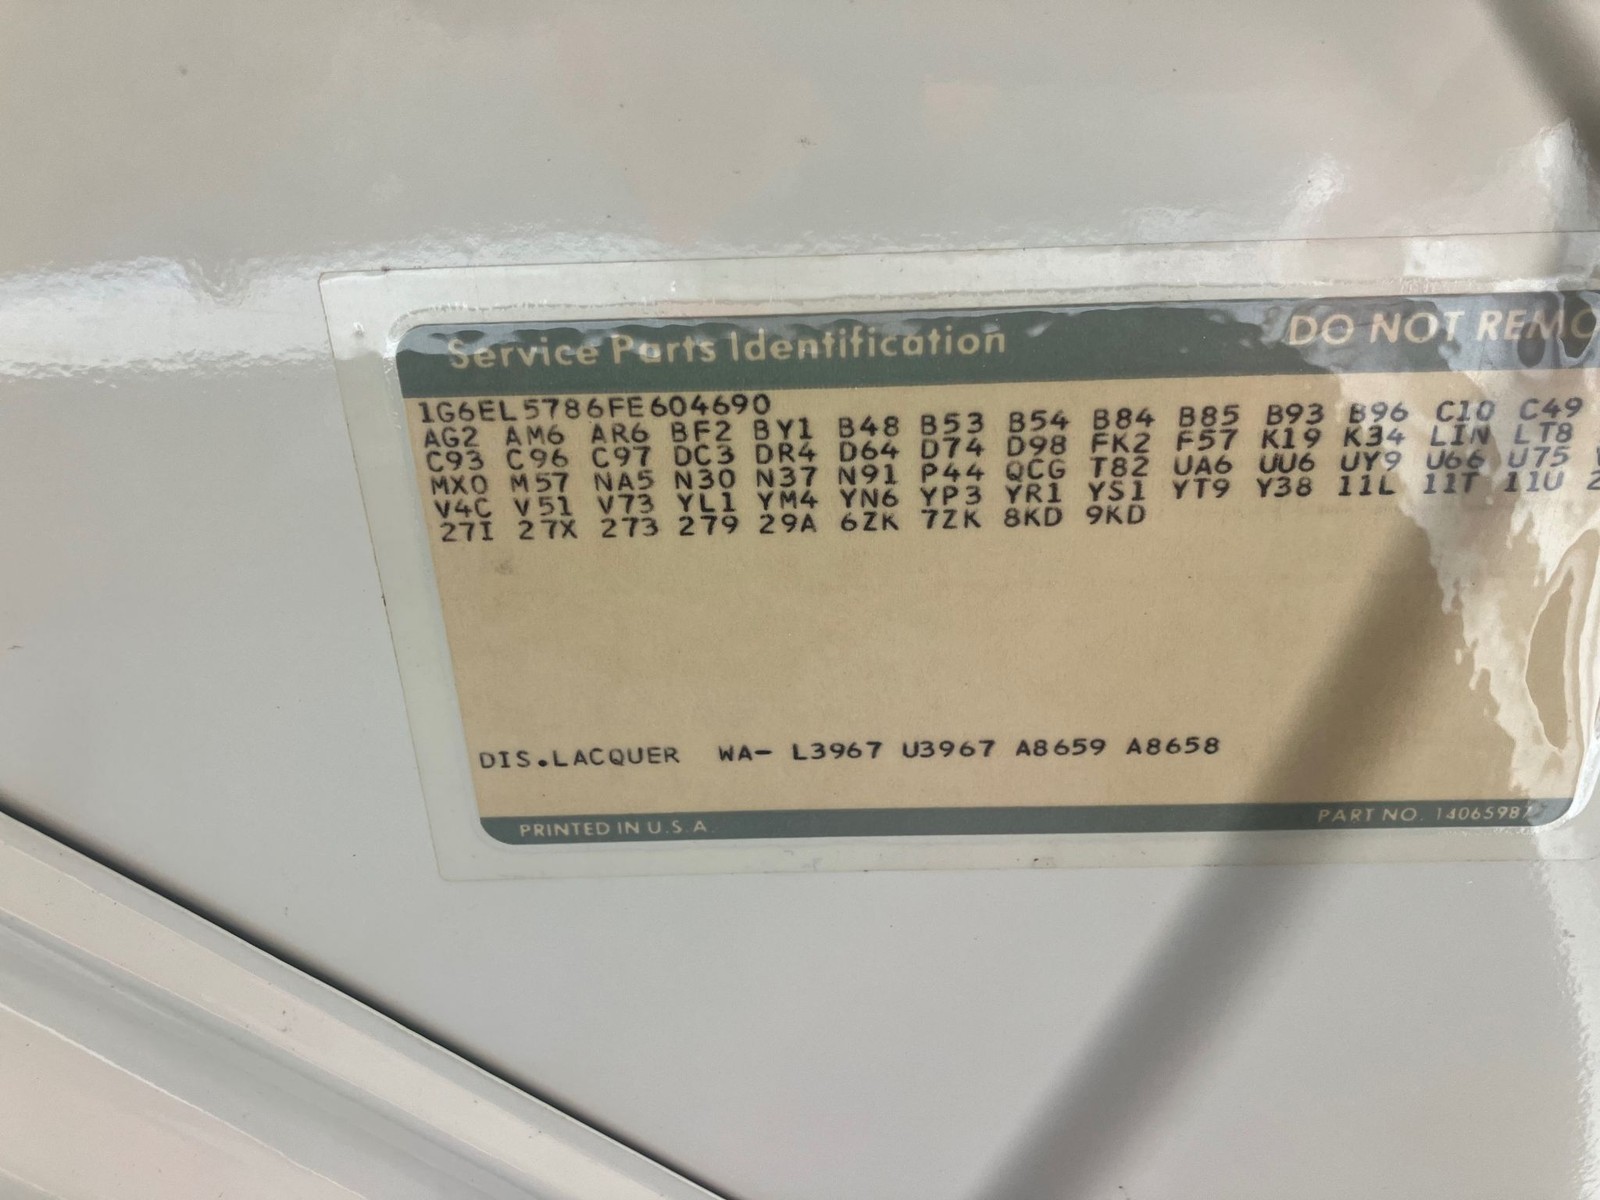 Service Parts Identification DO NOT REMO
1G6EL5786FE604690
AG2 AM6 AR6 BF2 BY1 B48 B53 B54 B84 B85 B93 B96 C10 C49
C93 C96 C97 DC3 DR4 D64 D74 D98 FK2 F57 K19 K34 LIN LT8
MX0 M57 NA5 N30 N37 N91 P44 QCG T82 UA6 UU6 UY9 U66 U75
V4C V51 V73 YL1 YM4 YN6 YP3 YR1 YS1 YT9 Y38 11L 11T 11U 2
27I 27X 273 279 29A 6ZK 7ZK 8KD 9KD
DIS.LACQUER WA- L3967 U3967 A8659 A8658
PRINTED IN U.S.A. PART NO. 14065987